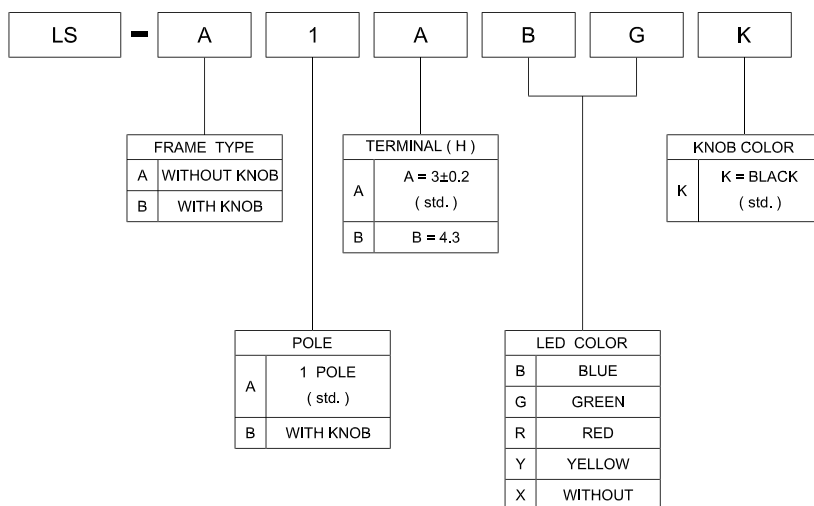 LS - A 1 A B G K
FRAME TYPE
A WITHOUT KNOB
B WITH KNOB
TERMINAL ( H )
A A = 3±0.2
( std. )
B B = 4.3
KNOB COLOR
K K = BLACK
( std. )
POLE
A 1 POLE
( std. )
B WITH KNOB
LED COLOR
B BLUE
G GREEN
R RED
Y YELLOW
X WITHOUT